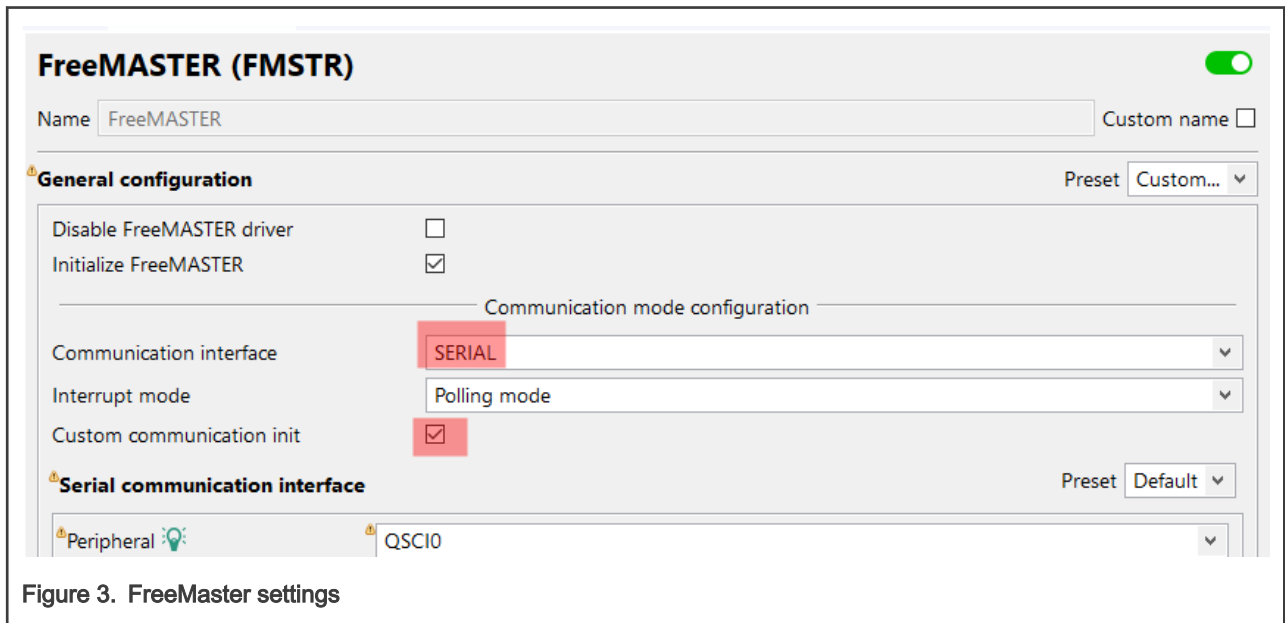 FreeMASTER (FMSTR)
Name FreeMASTER Custom name
General configuration Preset Custom...
Disable FreeMASTER driver
Initialize FreeMASTER
Communication mode configuration
Communication interface SERIAL
Interrupt mode Polling mode
Custom communication init
Serial communication interface Preset Default
Peripheral QSCI0
Figure 3. FreeMaster settings